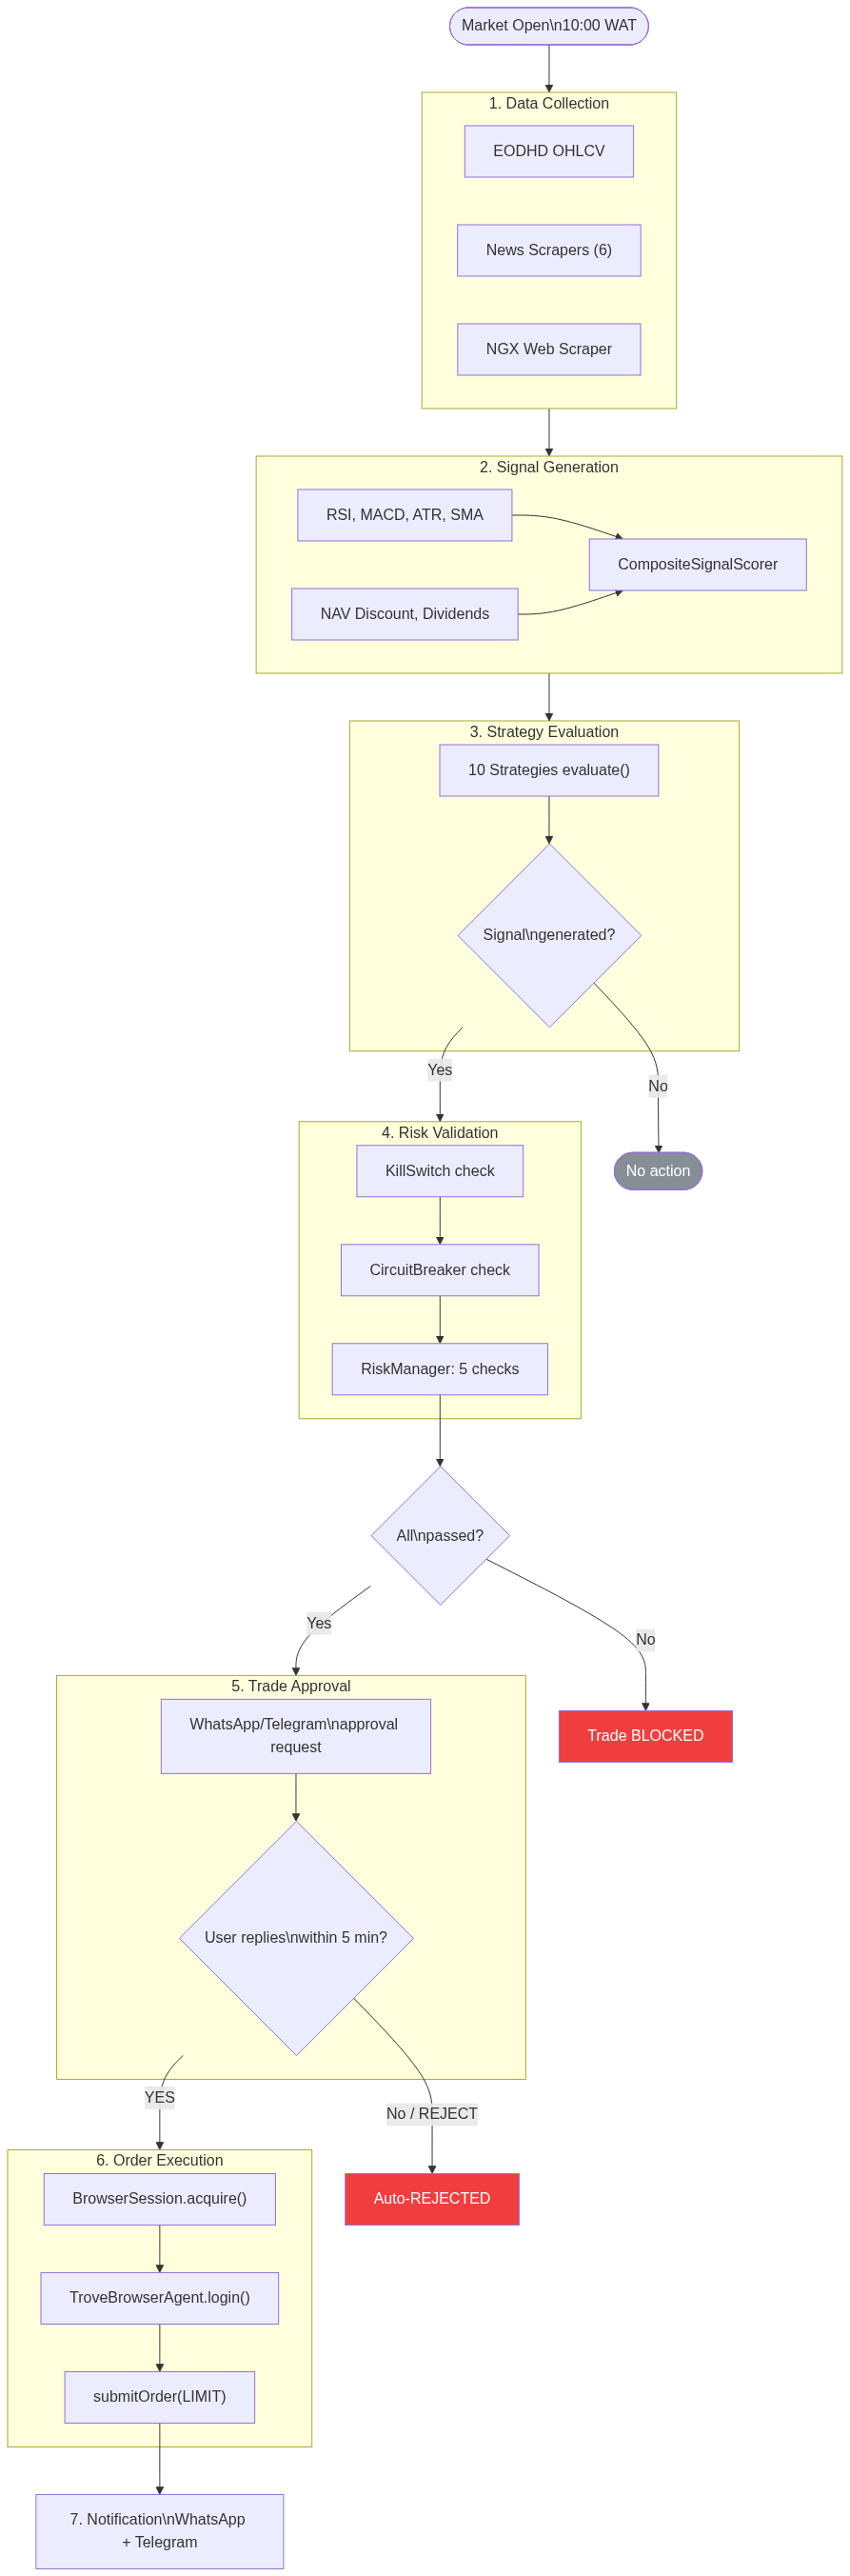 Market Open\n10:00 WAT
1. Data Collection
EODHD OHLCV
News Scrapers (6)
NGX Web Scraper
2. Signal Generation
RSI, MACD, ATR, SMA
CompositeSignalScorer
NAV Discount, Dividends
3. Strategy Evaluation
10 Strategies evaluate()
Signal\ngenerated?
Yes
No
4. Risk Validation
KillSwitch check
No action
CircuitBreaker check
RiskManager: 5 checks
All\npassed?
Yes
No
5. Trade Approval
WhatsApp/Telegram\napproval
request
Trade BLOCKED
User replies\nwithin 5 min?
YES
No / REJECT
6. Order Execution
BrowserSession.acquire()
Auto-REJECTED
TroveBrowserAgent.login()
submitOrder(LIMIT)
7. Notification\nWhatsApp
+ Telegram